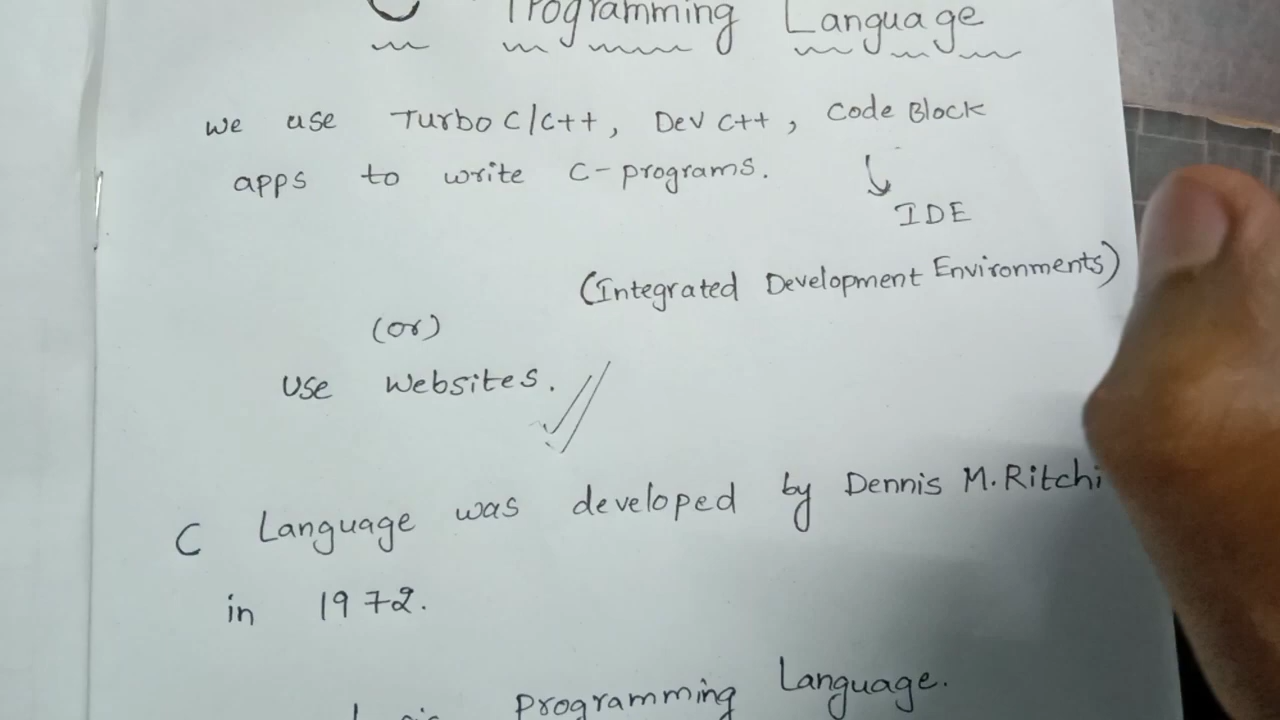 C Programming Language
we use Turbo C/C++, Dev C++, Code Block
apps to write C-programs.
IDE
(Integrated Development Environments)
(or)
Use Websites.
C Language was developed by Dennis M. Ritchi
in 1972.
programming Language.